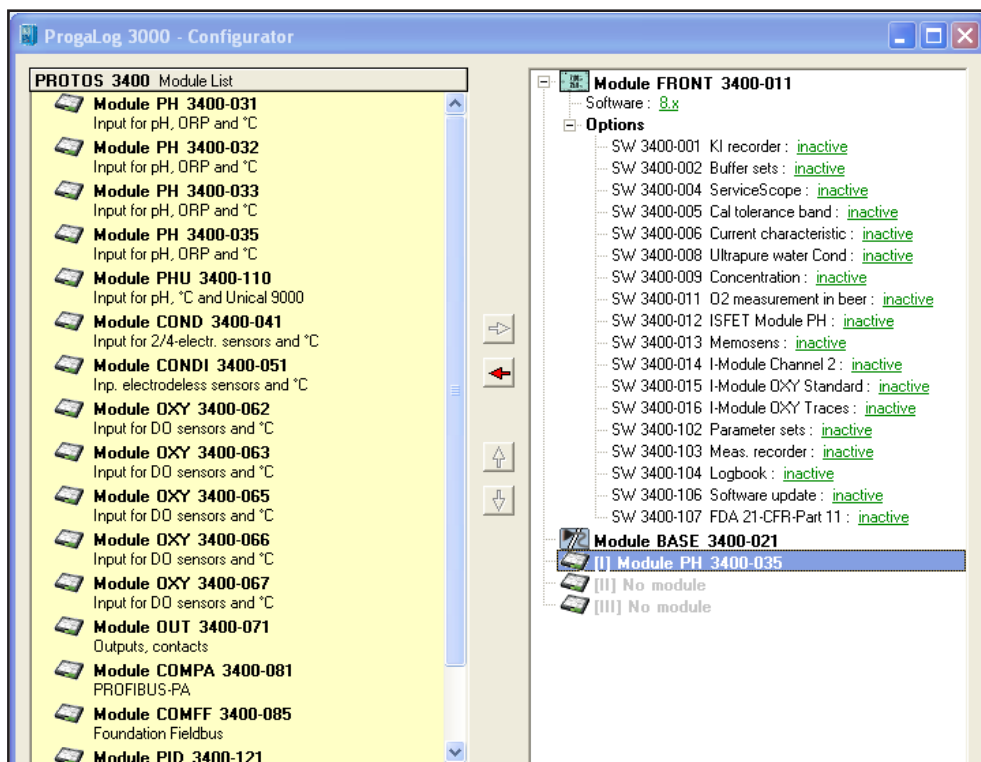 ProgaLog 3000 - Configurator
PROTOS 3400 Module List
Module PH 3400-031
Input for pH, ORP and °C
Module PH 3400-032
Input for pH, ORP and °C
Module PH 3400-033
Input for pH, ORP and °C
Module PH 3400-035
Input for pH, ORP and °C
Module PHU 3400-110
Input for pH, °C and Unical 9000
Module COND 3400-041
Input for 2/4-electr. sensors and °C
Module CONDI 3400-051
Inp. electrodeless sensors and °C
Module OXY 3400-062
Input for DO sensors and °C
Module OXY 3400-063
Input for DO sensors and °C
Module OXY 3400-065
Input for DO sensors and °C
Module OXY 3400-066
Input for DO sensors and °C
Module OXY 3400-067
Input for DO sensors and °C
Module OUT 3400-071
Outputs, contacts
Module COMPA 3400-081
PROFIBUS-PA
Module COMFF 3400-085
Foundation Fieldbus
Module PID 3400-121
Module FRONT 3400-011
Software : 8.x
Options
SW 3400-001 KI recorder : inactive
SW 3400-002 Buffer sets : inactive
SW 3400-004 ServiceScope : inactive
SW 3400-005 Cal tolerance band : inactive
SW 3400-006 Current characteristic : inactive
SW 3400-008 Ultrapure water Cond : inactive
SW 3400-009 Concentration : inactive
SW 3400-011 O2 measurement in beer : inactive
SW 3400-012 ISFET Module PH : inactive
SW 3400-013 Memosens : inactive
SW 3400-014 I-Module Channel 2 : inactive
SW 3400-015 I-Module OXY Standard : inactive
SW 3400-016 I-Module OXY Traces : inactive
SW 3400-102 Parameter sets : inactive
SW 3400-103 Meas. recorder : inactive
SW 3400-104 Logbook : inactive
SW 3400-106 Software update : inactive
SW 3400-107 FDA 21-CFR-Part 11 : inactive
Module BASE 3400-021
[I] Module PH 3400-035
[II] No module
[III] No module